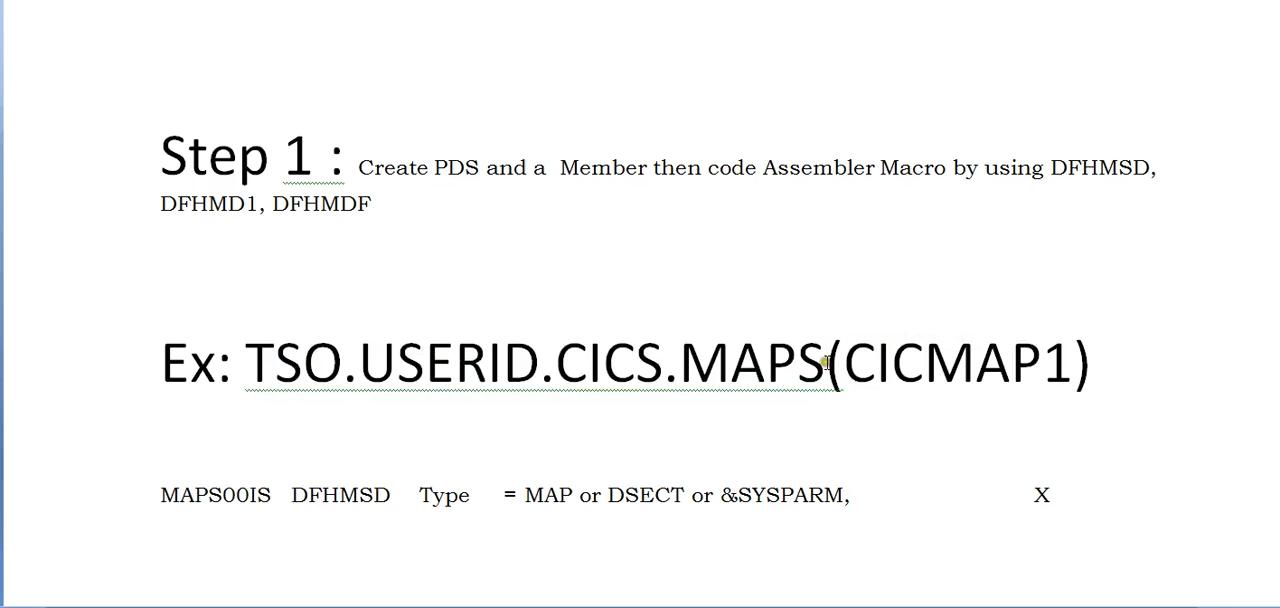 Step 1 : Create PDS and a Member then code Assembler Macro by using DFHMSD,
DFHMD1, DFHMDF
Ex: TSO.USERID.CICS.MAPS(CICMAP1)
MAPS00IS DFHMSD Type = MAP or DSECT or &SYSPARM, X